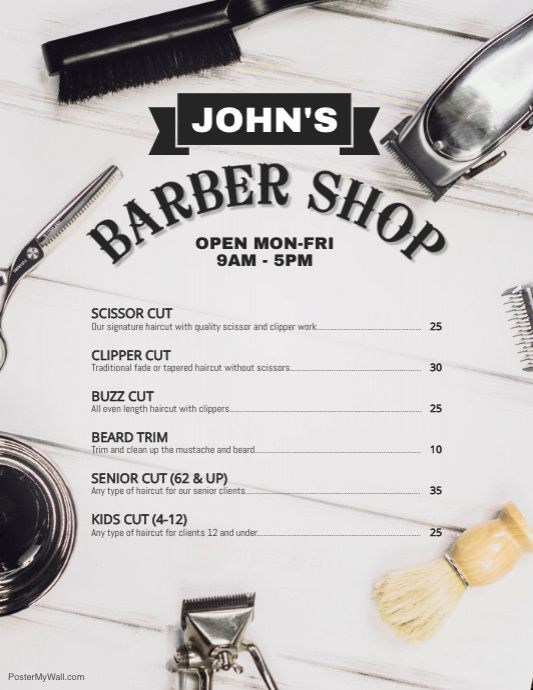 JOHN'S
BARBER SHOP
OPEN MON-FRI
9AM - 5PM
SCISSOR CUT
Our signature haircut with quality scissor and clipper work 25
CLIPPER CUT
Traditional fade or tapered haircut without scissors 30
BUZZ CUT
All even length haircut with clippers 25
BEARD TRIM
Trim and clean up the mustache and beard 10
SENIOR CUT (62 & UP)
Any type of haircut for our senior clients 35
KIDS CUT (4-12)
Any type of haircut for clients 12 and under 25
PosterMyWall.com